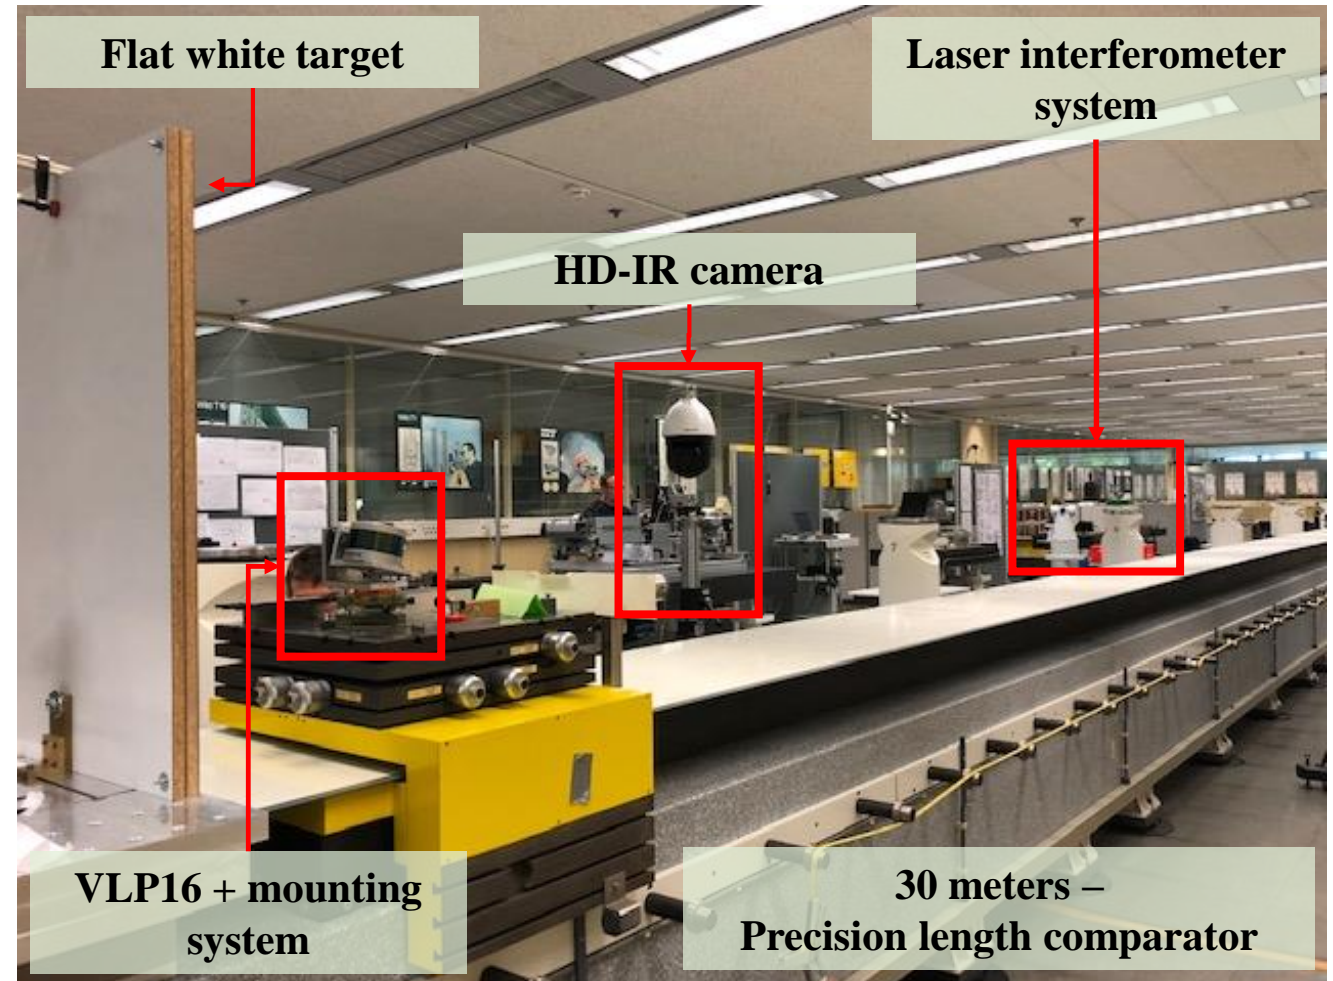 Flat white target
Laser interferometer
system
HD-IR camera
VLP16 + mounting
system
30 meters –
Precision length comparator